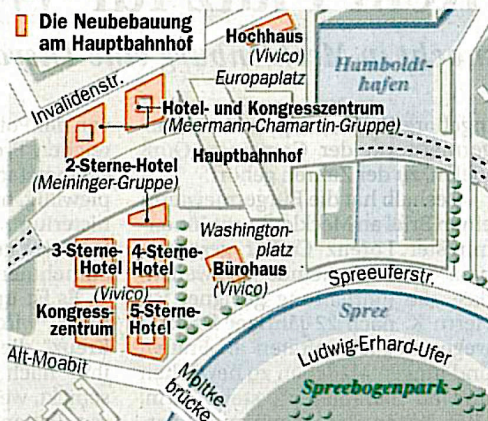 Die Neubebauung
am Hauptbahnhof
Hochhaus
(Vivico)
Europaplatz
Humboldt-
hafen
Invalidenstr.
Hotel- und Kongresszentrum
(Meermann-Chamartin-Gruppe)
2-Sterne-Hotel
(Meininger-Gruppe)
Hauptbahnhof
Washington-
platz
3-Sterne-
Hotel
4-Sterne-
Hotel
(Vivico)
Bürohaus
(Vivico)
Kongress-
zentrum
5-Sterne-
Hotel
Spreeuferstr.
Spree
Alt-Moabit
Moltke-
brücke
Ludwig-Erhard-Ufer
Spreebogenpark